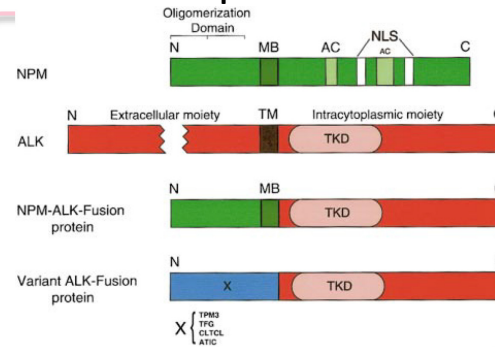 Oligomerization
Domain
NLS
N MB AC AC C
NPM
N Extracellular moiety TM Intracytoplasmic moiety
ALK TKD
N MB
NPM-ALK-Fusion
protein
TKD
N
Variant ALK-Fusion
protein
X TKD
X { TPM3
TFG
CLTCL
ATIC